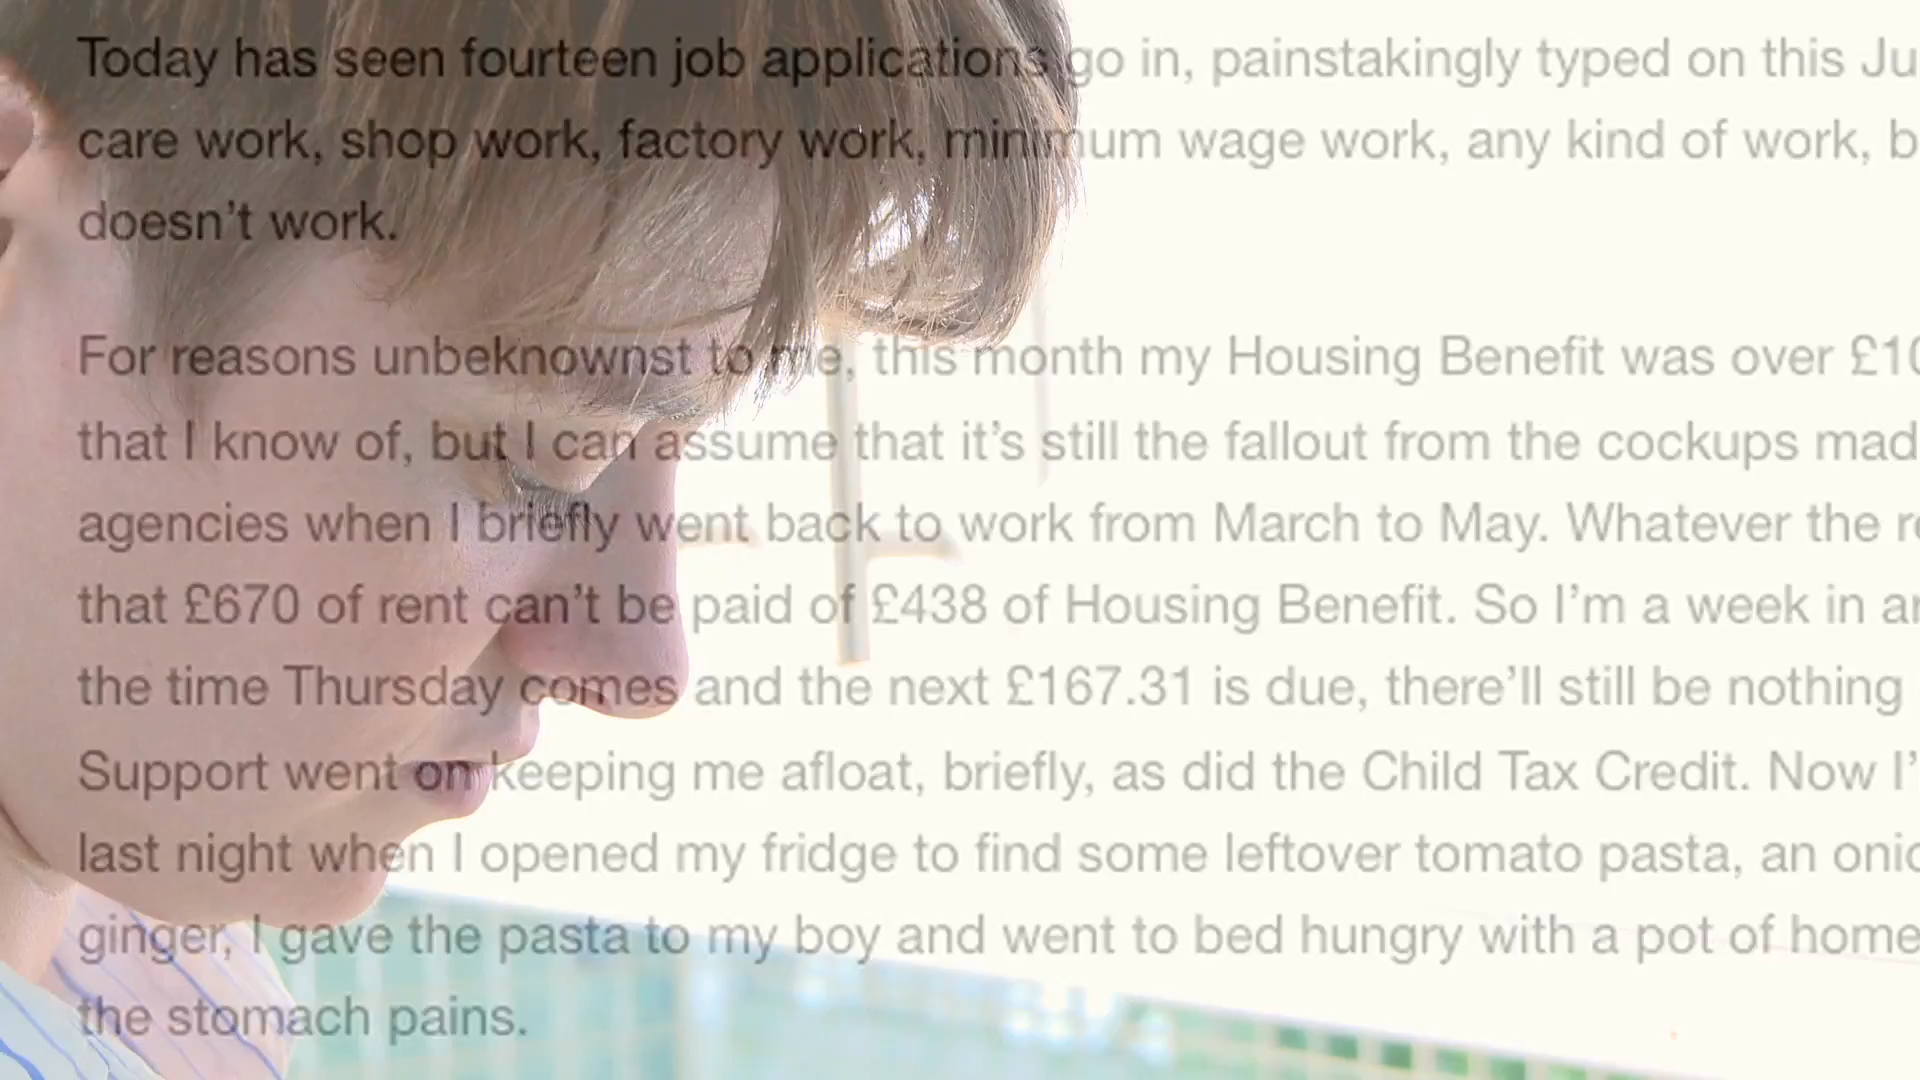 Today has seen fourteen job applications go in, painstakingly typed on this Ju
care work, shop work, factory work, minimum wage work, any kind of work, b
doesn't work.
For reasons unbeknownst to me, this month my Housing Benefit was over £10
that I know of, but I can assume that it's still the fallout from the cockups mad
agencies when I briefly went back to work from March to May. Whatever the r
that £670 of rent can't be paid of £438 of Housing Benefit. So I'm a week in ar
the time Thursday comes and the next £167.31 is due, there'll still be nothing
Support went on keeping me afloat, briefly, as did the Child Tax Credit. Now I'
last night when I opened my fridge to find some leftover tomato pasta, an onio
ginger, I gave the pasta to my boy and went to bed hungry with a pot of home
the stomach pains.